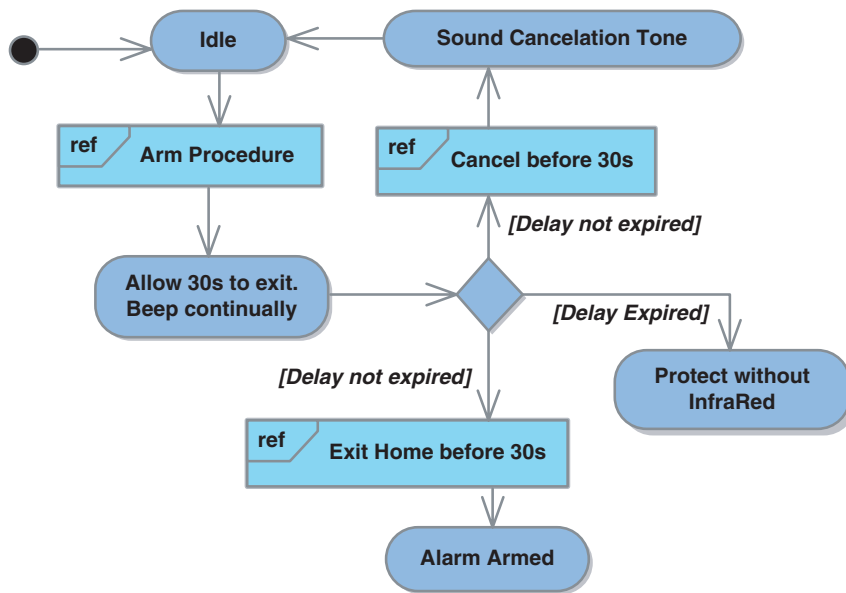 Idle
Sound Cancelation Tone
ref
Arm Procedure
ref
Cancel before 30s
[Delay not expired]
Allow 30s to exit.
Beep continually
[Delay Expired]
[Delay not expired]
Protect without
InfraRed
ref
Exit Home before 30s
Alarm Armed